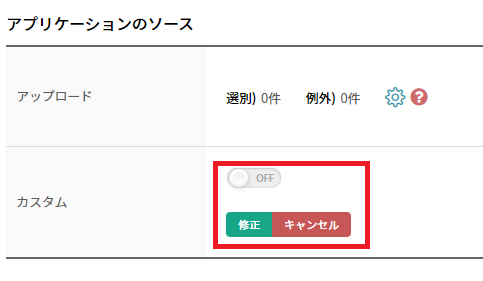 アプリケーションのソース
アップロード
選別) 0件 例外) 0件 ?
カスタム
OFF
修正 キャンセル